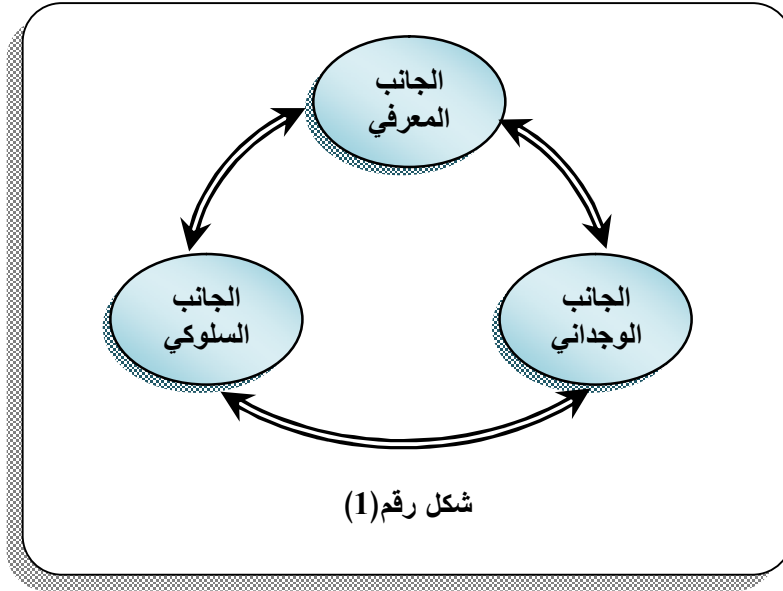 الجانب
المعرفي
الجانب
الوجداني
الجانب
السلوكي
شكل رقم(1)